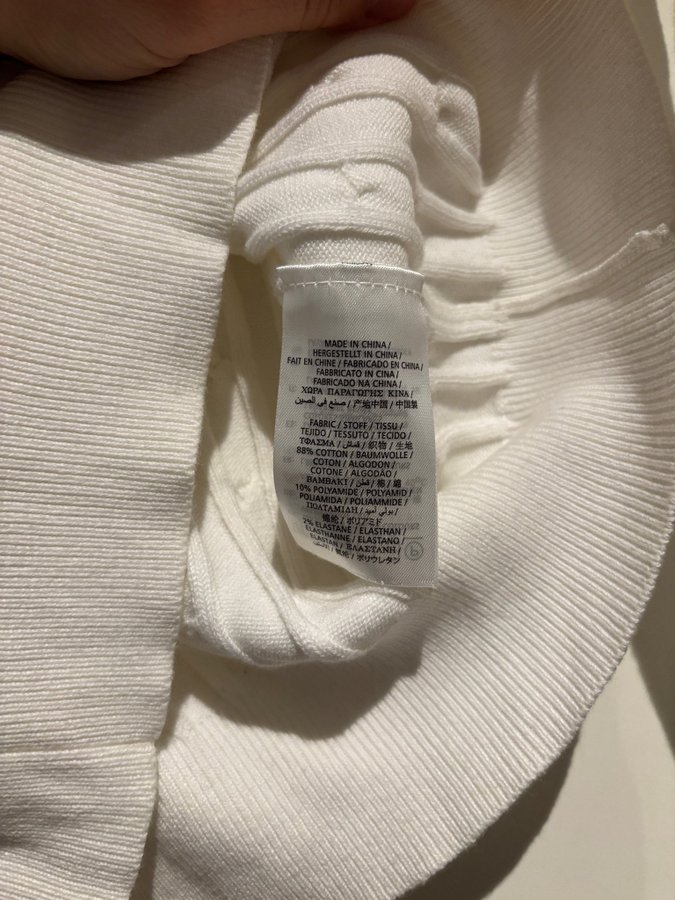 MADE IN CHINA /
HERGESTELLT IN CHINA /
FAIT EN CHINE / FABRICADO EN CHINA /
FABBRICATO IN CINA /
FABRICADO NA CHINA /
ΧΩΡΑ ΠΑΡΑΓΩΓΗΣ ΚΙΝΑ /
صنع في الصين / 产地中国 / 中国製
FABRIC / STOFF / TISSU /
TEJIDO / TESSUTO / TECIDO /
ΎΦΑΣΜΑ / قماش / 织物 / 生地
88% COTTON / BAUMWOLLE /
COTON / ALGODON /
COTONE / ALGODÃO /
ΒΑΜΒΑΚΙ / قطن / 棉 / 綿
10% POLYAMIDE / POLYAMID /
POLIAMIDA / POLIAMMIDE /
ΠΟΛΥΑΜΙΔΗ / بولي أميد /
锦纶 / ポリアミド
2% ELASTANE / ELASTHAN /
ELASTHANNE / ELASTANO /
ELASTAN / ΕΛΑΣΤΑΝΗ /
ポリウレタン